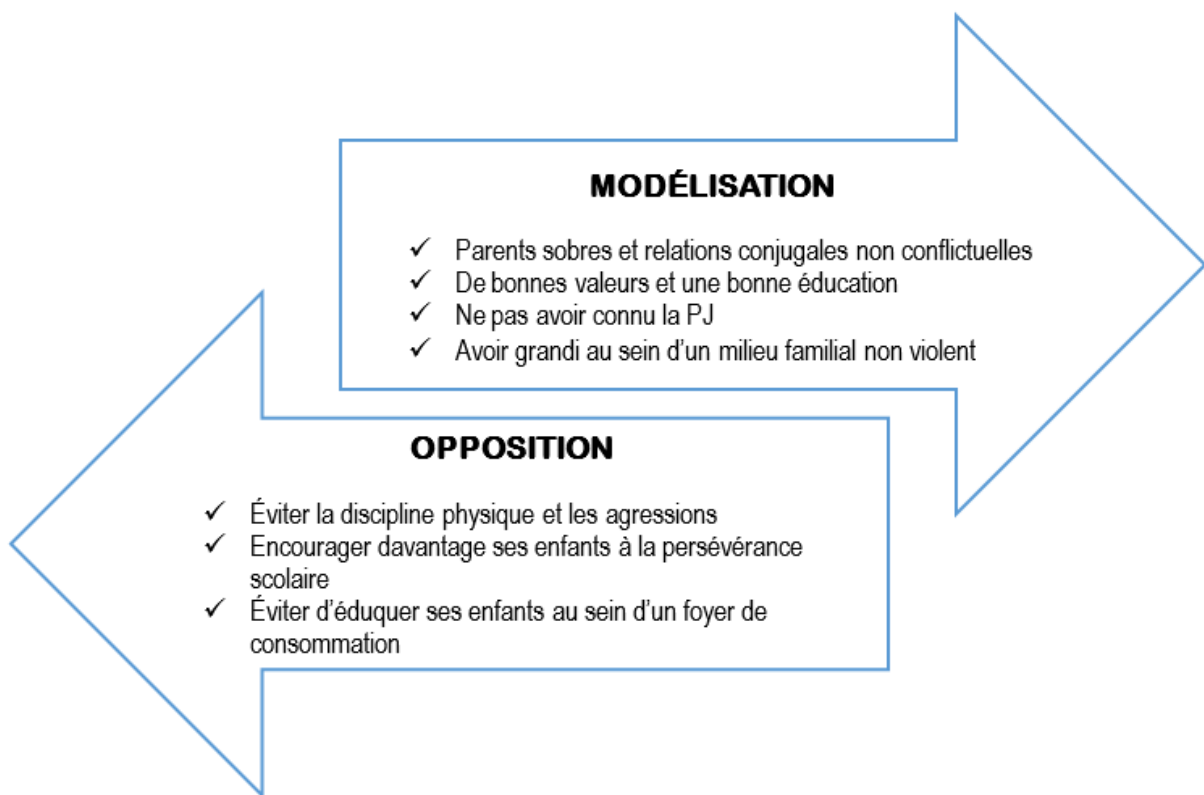 MODÉLISATION
✓ Parents sobres et relations conjugales non conflictuelles
✓ De bonnes valeurs et une bonne éducation
✓ Ne pas avoir connu la PJ
✓ Avoir grandi au sein d’un milieu familial non violent
OPPOSITION
✓ Éviter la discipline physique et les agressions
✓ Encourager davantage ses enfants à la persévérance
scolaire
✓ Éviter d’éduquer ses enfants au sein d’un foyer de
consommation